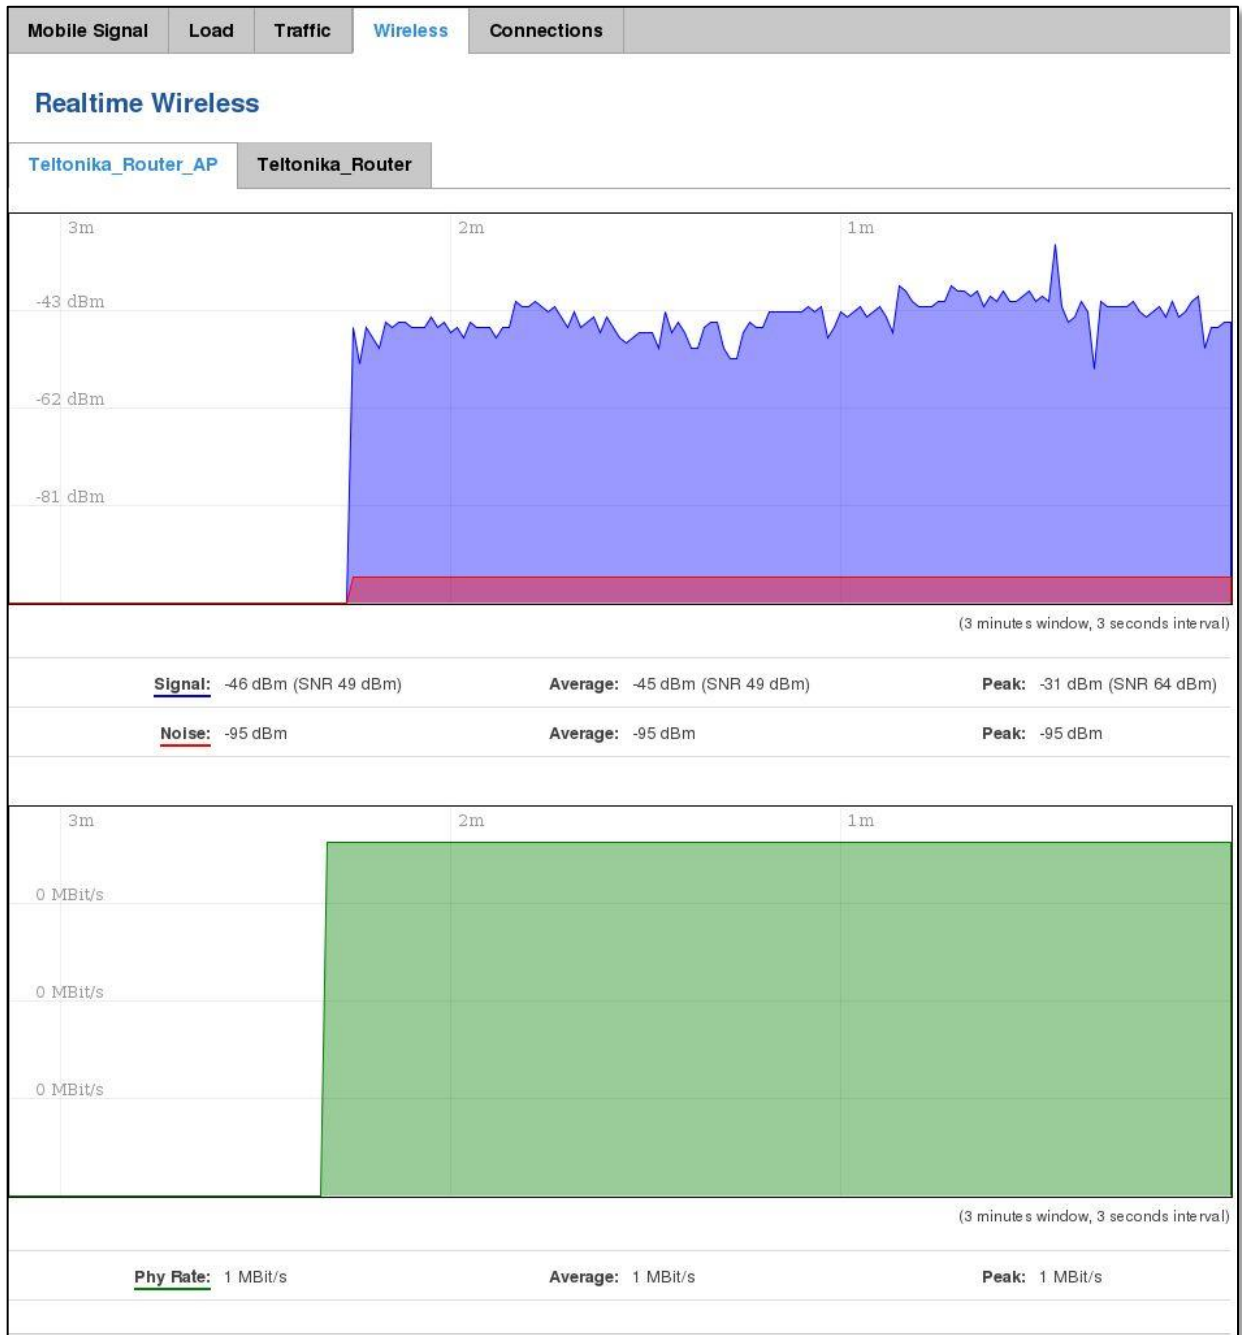 Mobile Signal Load Traffic Wireless Connections
Realtime Wireless
Teltonika_Router_AP Teltonika_Router
3m 2m 1m
-43 dBm
-62 dBm
-81 dBm
(3 minutes window, 3 seconds interval)
Signal: -46 dBm (SNR 49 dBm) Average: -45 dBm (SNR 49 dBm) Peak: -31 dBm (SNR 64 dBm)
Noise: -95 dBm Average: -95 dBm Peak: -95 dBm
3m 2m 1m
0 MBit/s
0 MBit/s
0 MBit/s
(3 minutes window, 3 seconds interval)
Phy Rate: 1 MBit/s Average: 1 MBit/s Peak: 1 MBit/s